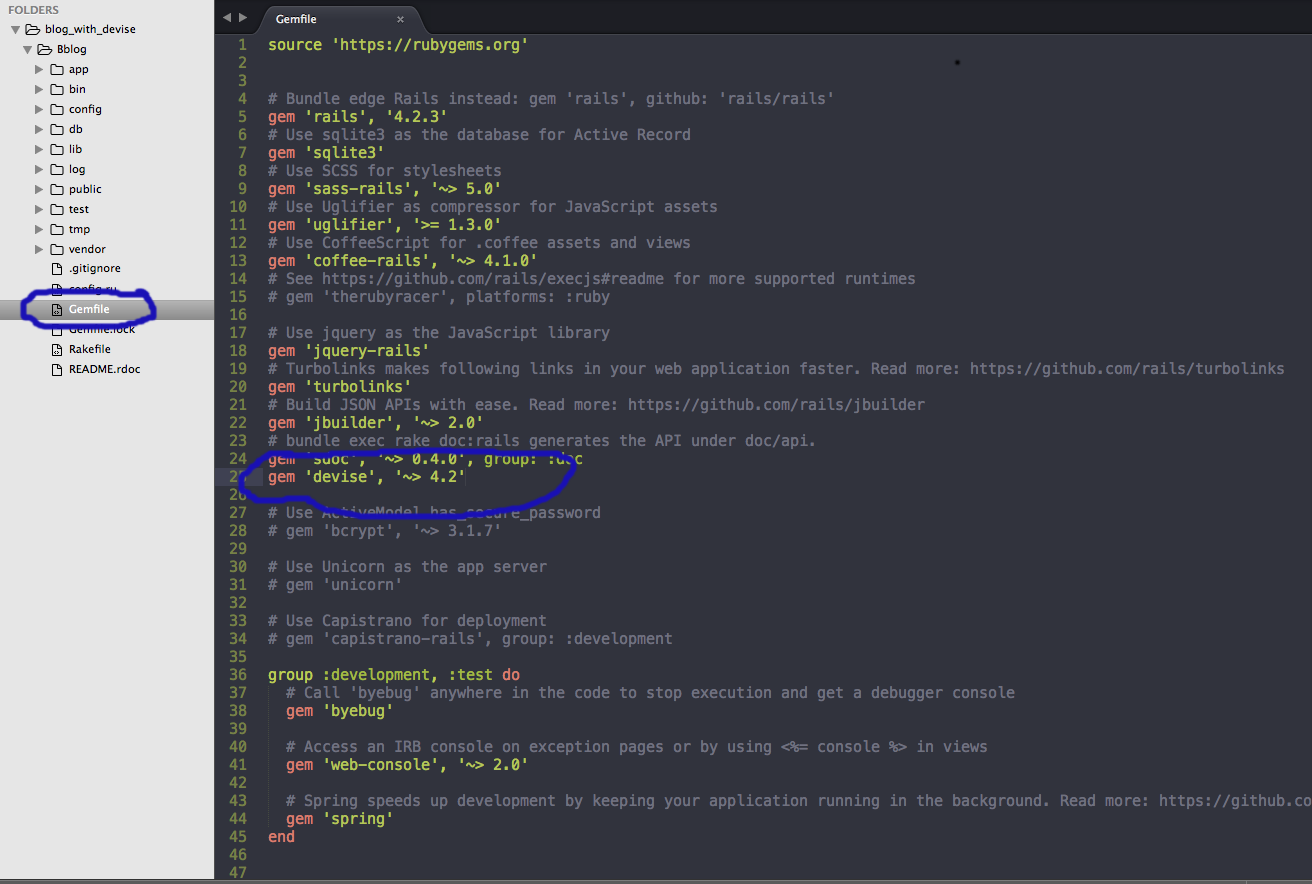 FOLDERS
blog_with_devise
Bblog
app
bin
config
db
lib
log
public
test
tmp
vendor
.gitignore
config.ru
Gemfile
Gemfile.lock
Rakefile
README.rdoc
Gemfile ×
1 source 'https://rubygems.org'
2
3
4 # Bundle edge Rails instead: gem 'rails', github: 'rails/rails'
5 gem 'rails', '4.2.3'
6 # Use sqlite3 as the database for Active Record
7 gem 'sqlite3'
8 # Use SCSS for stylesheets
9 gem 'sass-rails', '~> 5.0'
10 # Use Uglifier as compressor for JavaScript assets
11 gem 'uglifier', '>= 1.3.0'
12 # Use CoffeeScript for .coffee assets and views
13 gem 'coffee-rails', '~> 4.1.0'
14 # See https://github.com/rails/execjs#readme for more supported runtimes
15 # gem 'therubyracer', platforms: :ruby
16
17 # Use jquery as the JavaScript library
18 gem 'jquery-rails'
19 # Turbolinks makes following links in your web application faster. Read more: https://github.com/rails/turbolinks
20 gem 'turbolinks'
21 # Build JSON APIs with ease. Read more: https://github.com/rails/jbuilder
22 gem 'jbuilder', '~> 2.0'
23 # bundle exec rake doc:rails generates the API under doc/api.
24 gem 'sdoc', '~> 0.4.0', group: :doc
25 gem 'devise', '~> 4.2'
26
27 # Use ActiveModel has_secure_password
28 # gem 'bcrypt', '~> 3.1.7'
29
30 # Use Unicorn as the app server
31 # gem 'unicorn'
32
33 # Use Capistrano for deployment
34 # gem 'capistrano-rails', group: :development
35
36 group :development, :test do
37 # Call 'byebug' anywhere in the code to stop execution and get a debugger console
38 gem 'byebug'
39
40 # Access an IRB console on exception pages or by using <%= console %> in views
41 gem 'web-console', '~> 2.0'
42
43 # Spring speeds up development by keeping your application running in the background. Read more: https://github.co
44 gem 'spring'
45 end
46
47